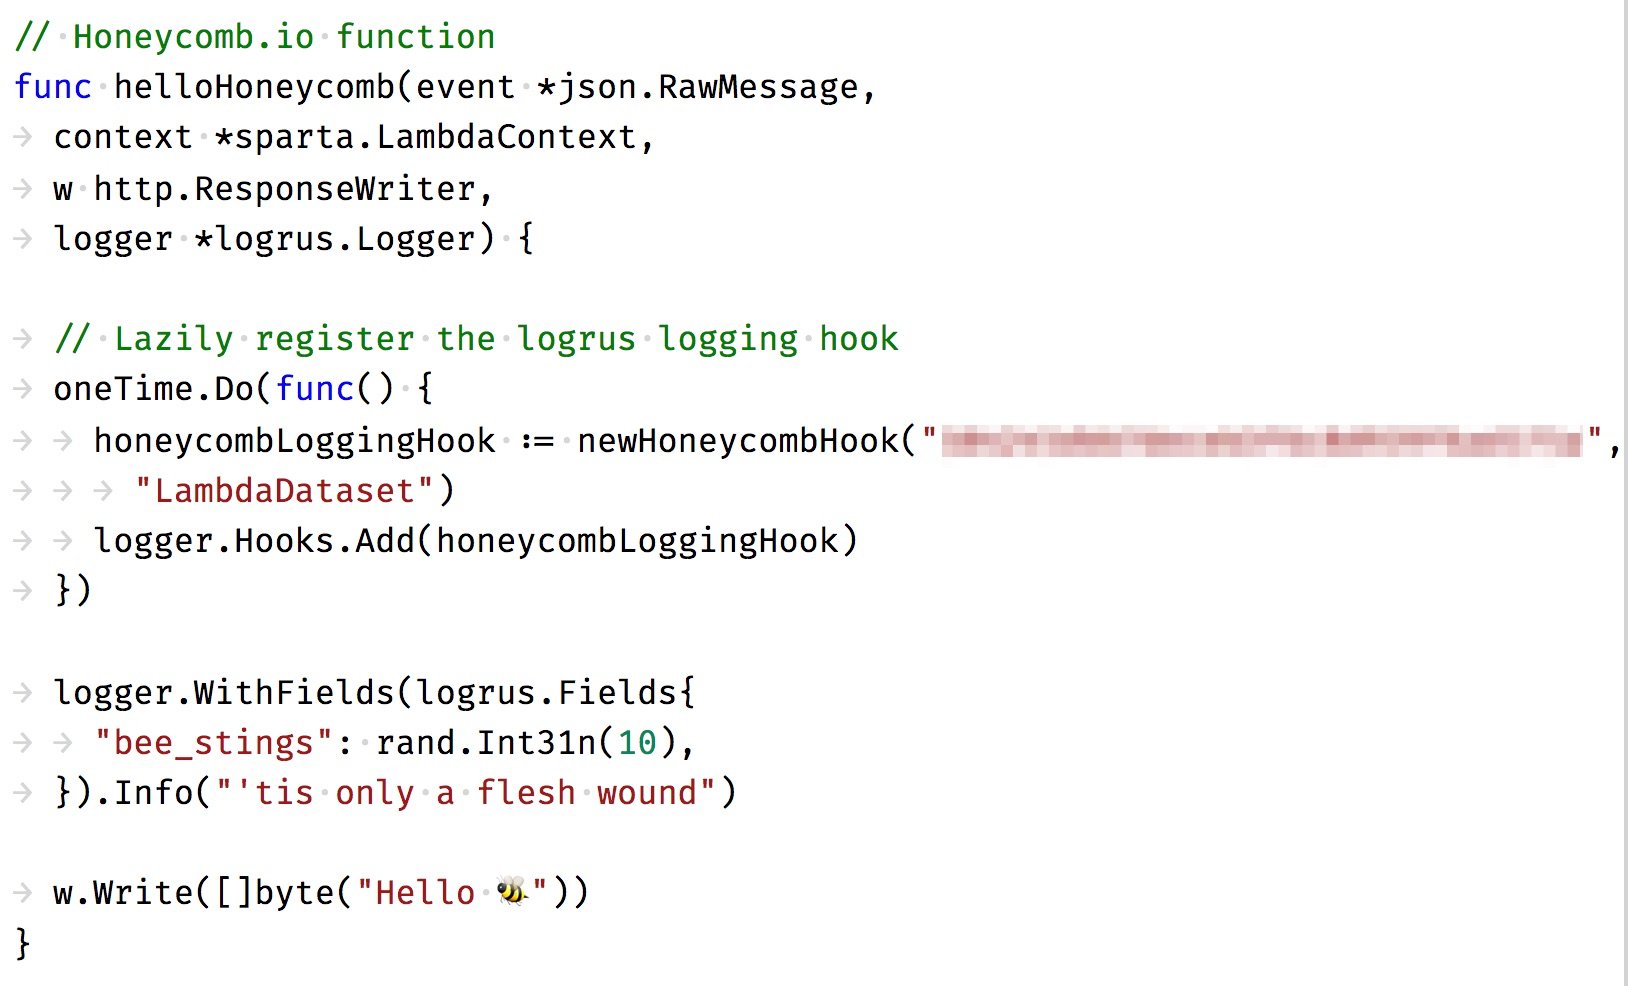 // Honeycomb.io function
func helloHoneycomb(event *json.RawMessage,
context *sparta.LambdaContext,
w http.ResponseWriter,
logger *logrus.Logger) {
// Lazily register the logrus logging hook
oneTime.Do(func() {
honeycombLoggingHook := newHoneycombHook("",
"LambdaDataset")
logger.Hooks.Add(honeycombLoggingHook)
})
logger.WithFields(logrus.Fields{
"bee_stings": rand.Int31n(10),
}).Info("'tis only a flesh wound")
w.Write([]byte("Hello 🐝"))
}